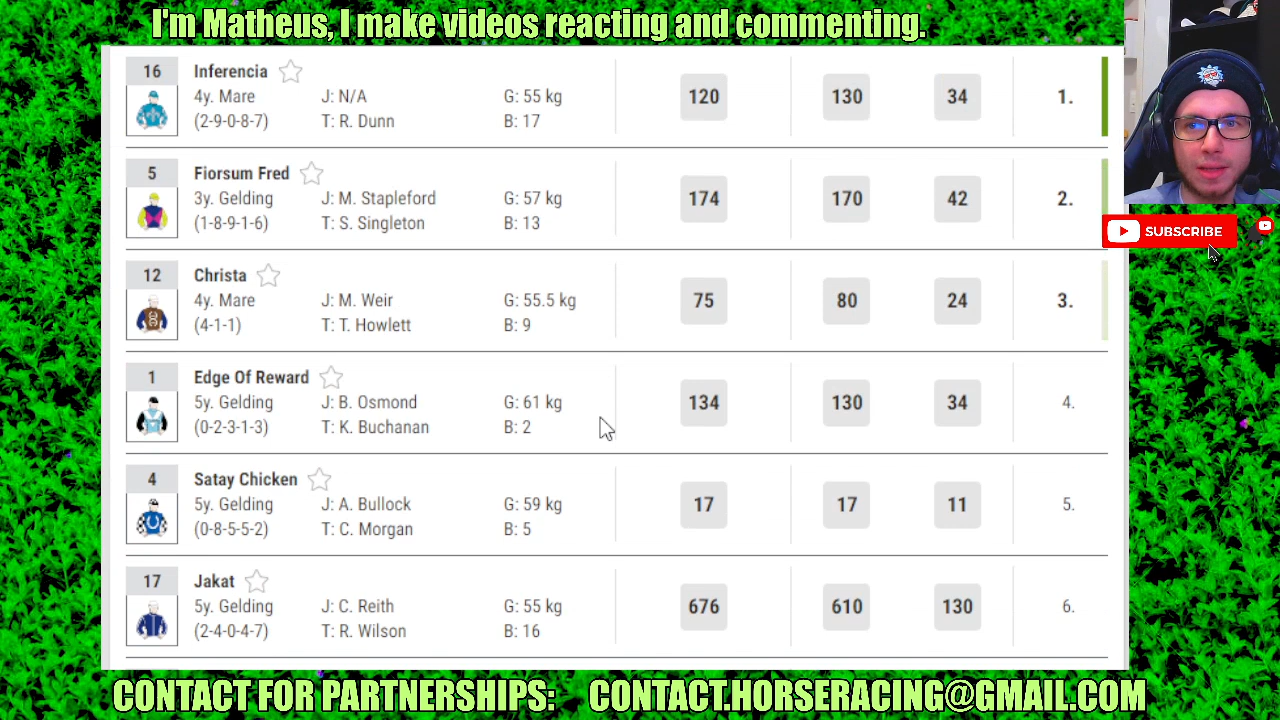 I'm Matheus, I make videos reacting and commenting.
16 Inferencia
4y. Mare J: N/A G: 55 kg 120 130 34 1.
(2-9-0-8-7) T: R. Dunn B: 17
5 Fiorsum Fred
3y. Gelding J: M. Stapleford G: 57 kg 174 170 42 2.
(1-8-9-1-6) T: S. Singleton B: 13
SUBSCRIBE
12 Christa
4y. Mare J: M. Weir G: 55.5 kg 75 80 24 3.
(4-1-1) T: T. Howlett B: 9
1 Edge Of Reward
5y. Gelding J: B. Osmond G: 61 kg 134 130 34 4.
(0-2-3-1-3) T: K. Buchanan B: 2
4 Satay Chicken
5y. Gelding J: A. Bullock G: 59 kg 17 17 11 5.
(0-8-5-5-2) T: C. Morgan B: 5
17 Jakat
5y. Gelding J: C. Reith G: 55 kg 676 610 130 6.
(2-4-0-4-7) T: R. Wilson B: 16
CONTACT FOR PARTNERSHIPS: CONTACT.HORSERACING@GMAIL.COM